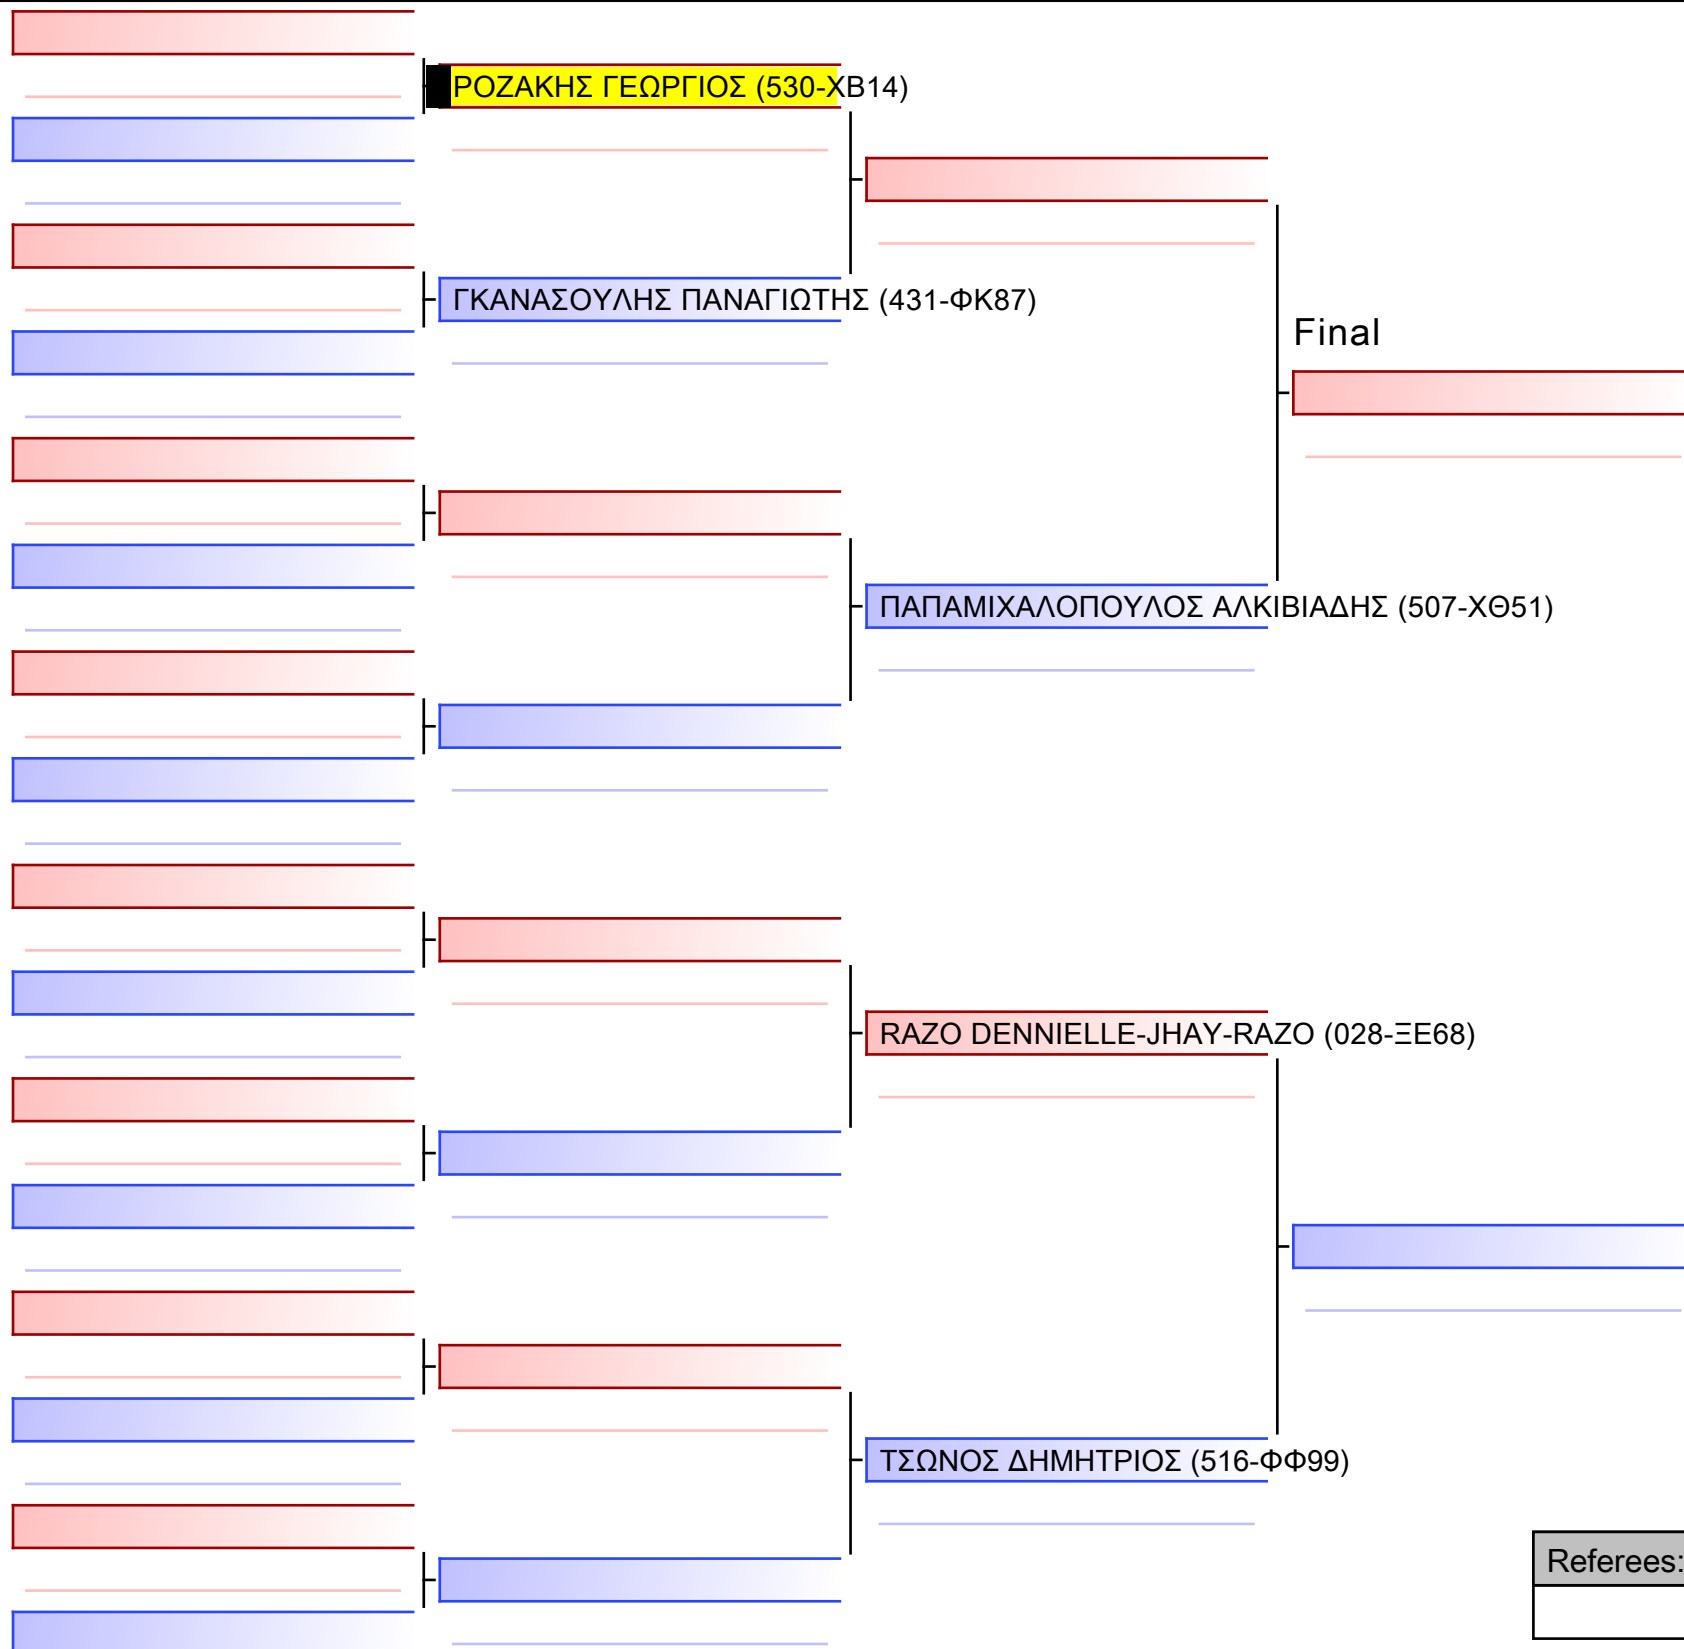 ΡΟΖΑΚΗΣ ΓΕΩΡΓΙΟΣ (530-ΧΒ14)
ΓΚΑΝΑΣΟΥΛΗΣ ΠΑΝΑΓΙΩΤΗΣ (431-ΦΚ87)
Final
ΠΑΠΑΜΙΧΑΛΟΠΟΥΛΟΣ ΑΛΚΙΒΙΑΔΗΣ (507-ΧΘ51)
RAZO DENNIELLE-JHAY-RAZO (028-ΞΕ68)
ΤΣΩΝΟΣ ΔΗΜΗΤΡΙΟΣ (516-ΦΦ99)
Referees: